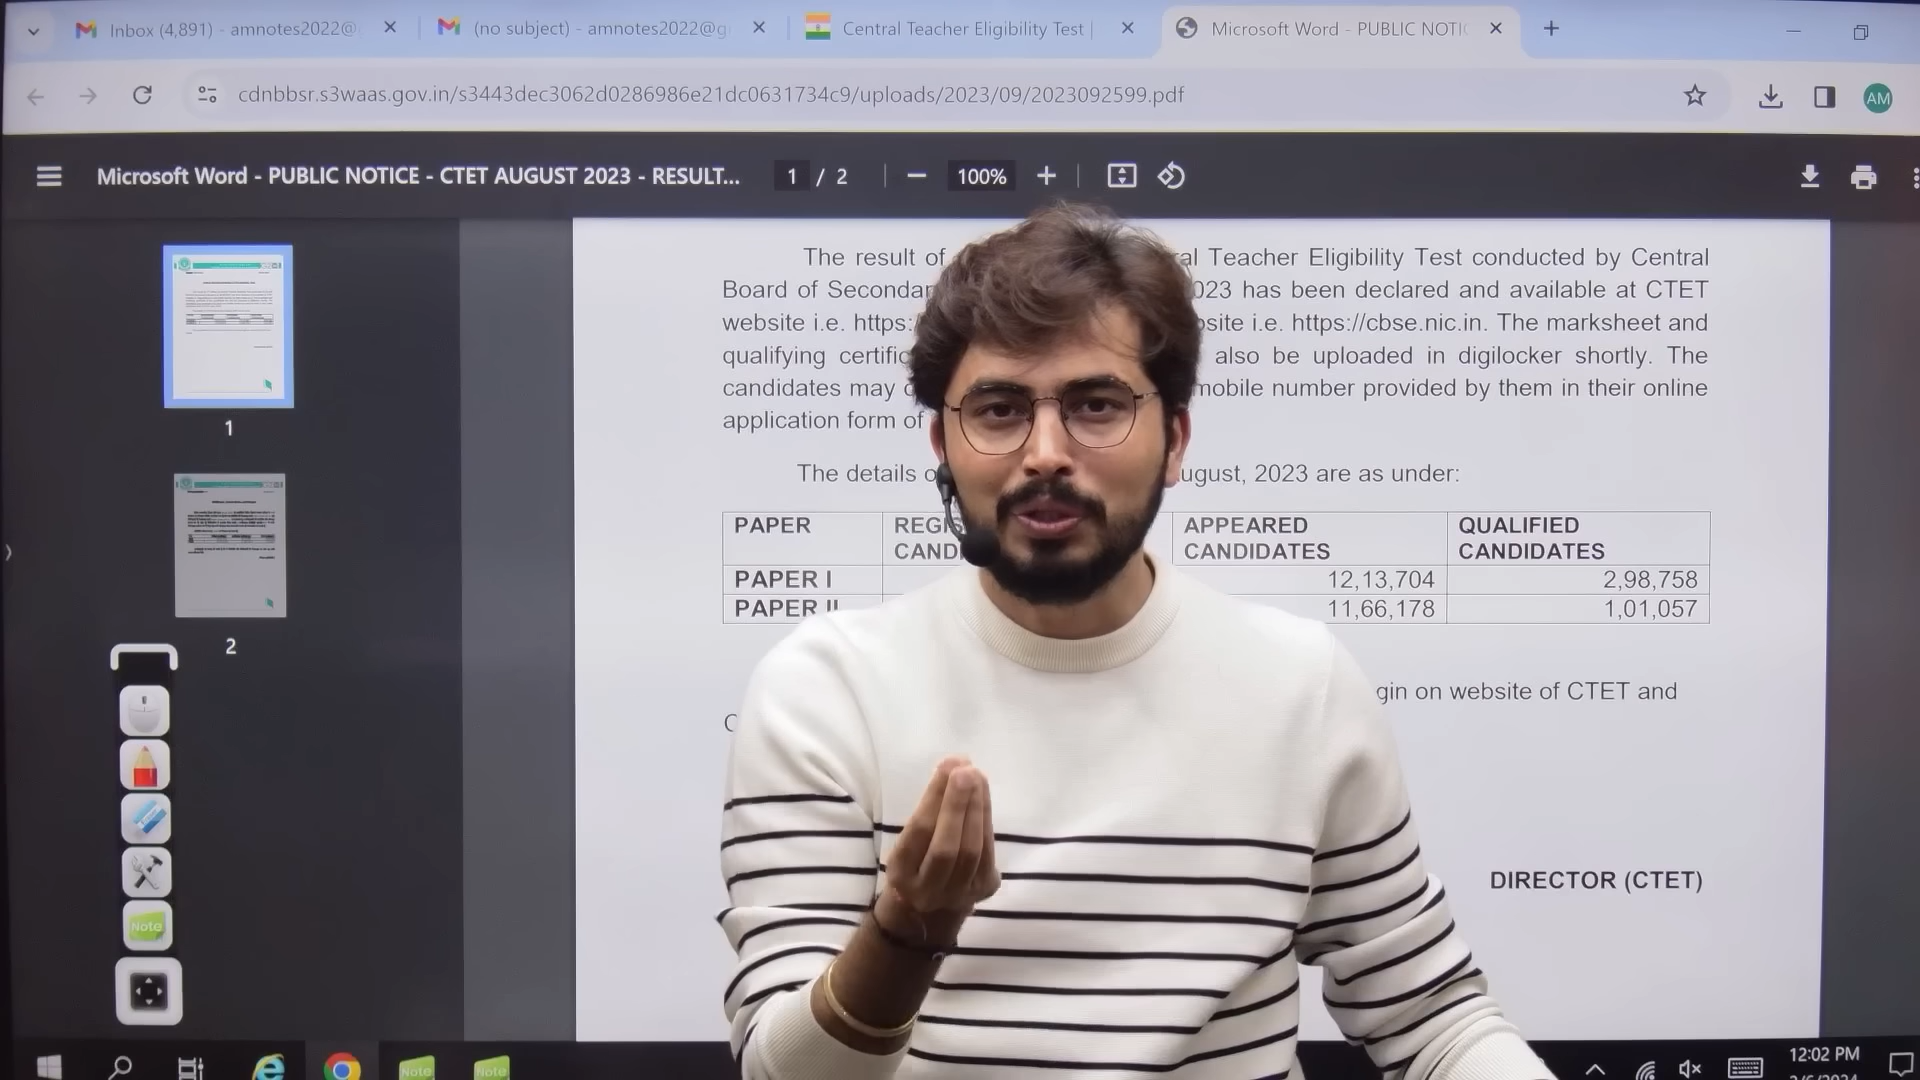 Inbox (4,891) - amnotes2022@g
(no subject) - amnotes2022@g
Central Teacher Eligibility Test |
Microsoft Word - PUBLIC NOTIC
cdnbbsr.s3waas.gov.in/s3443dec3062d0286986e21dc0631734c9/uploads/2023/09/2023092599.pdf
AM
Microsoft Word - PUBLIC NOTICE - CTET AUGUST 2023 - RESULT...
1 / 2
100%
The result of al Teacher Eligibility Test conducted by Central
Board of Secondar 023 has been declared and available at CTET
website i.e. https:/ site i.e. https://cbse.nic.in. The marksheet and
qualifying certific also be uploaded in digilocker shortly. The
candidates may mobile number provided by them in their online
application form of
The details o ugust, 2023 are as under:
PAPER REGIS APPEARED QUALIFIED
CAND CANDIDATES CANDIDATES
PAPER I 12,13,704 2,98,758
PAPER II 11,66,178 1,01,057
gin on website of CTET and
C
DIRECTOR (CTET)
1
2
Note
Note
Note
12:02 PM